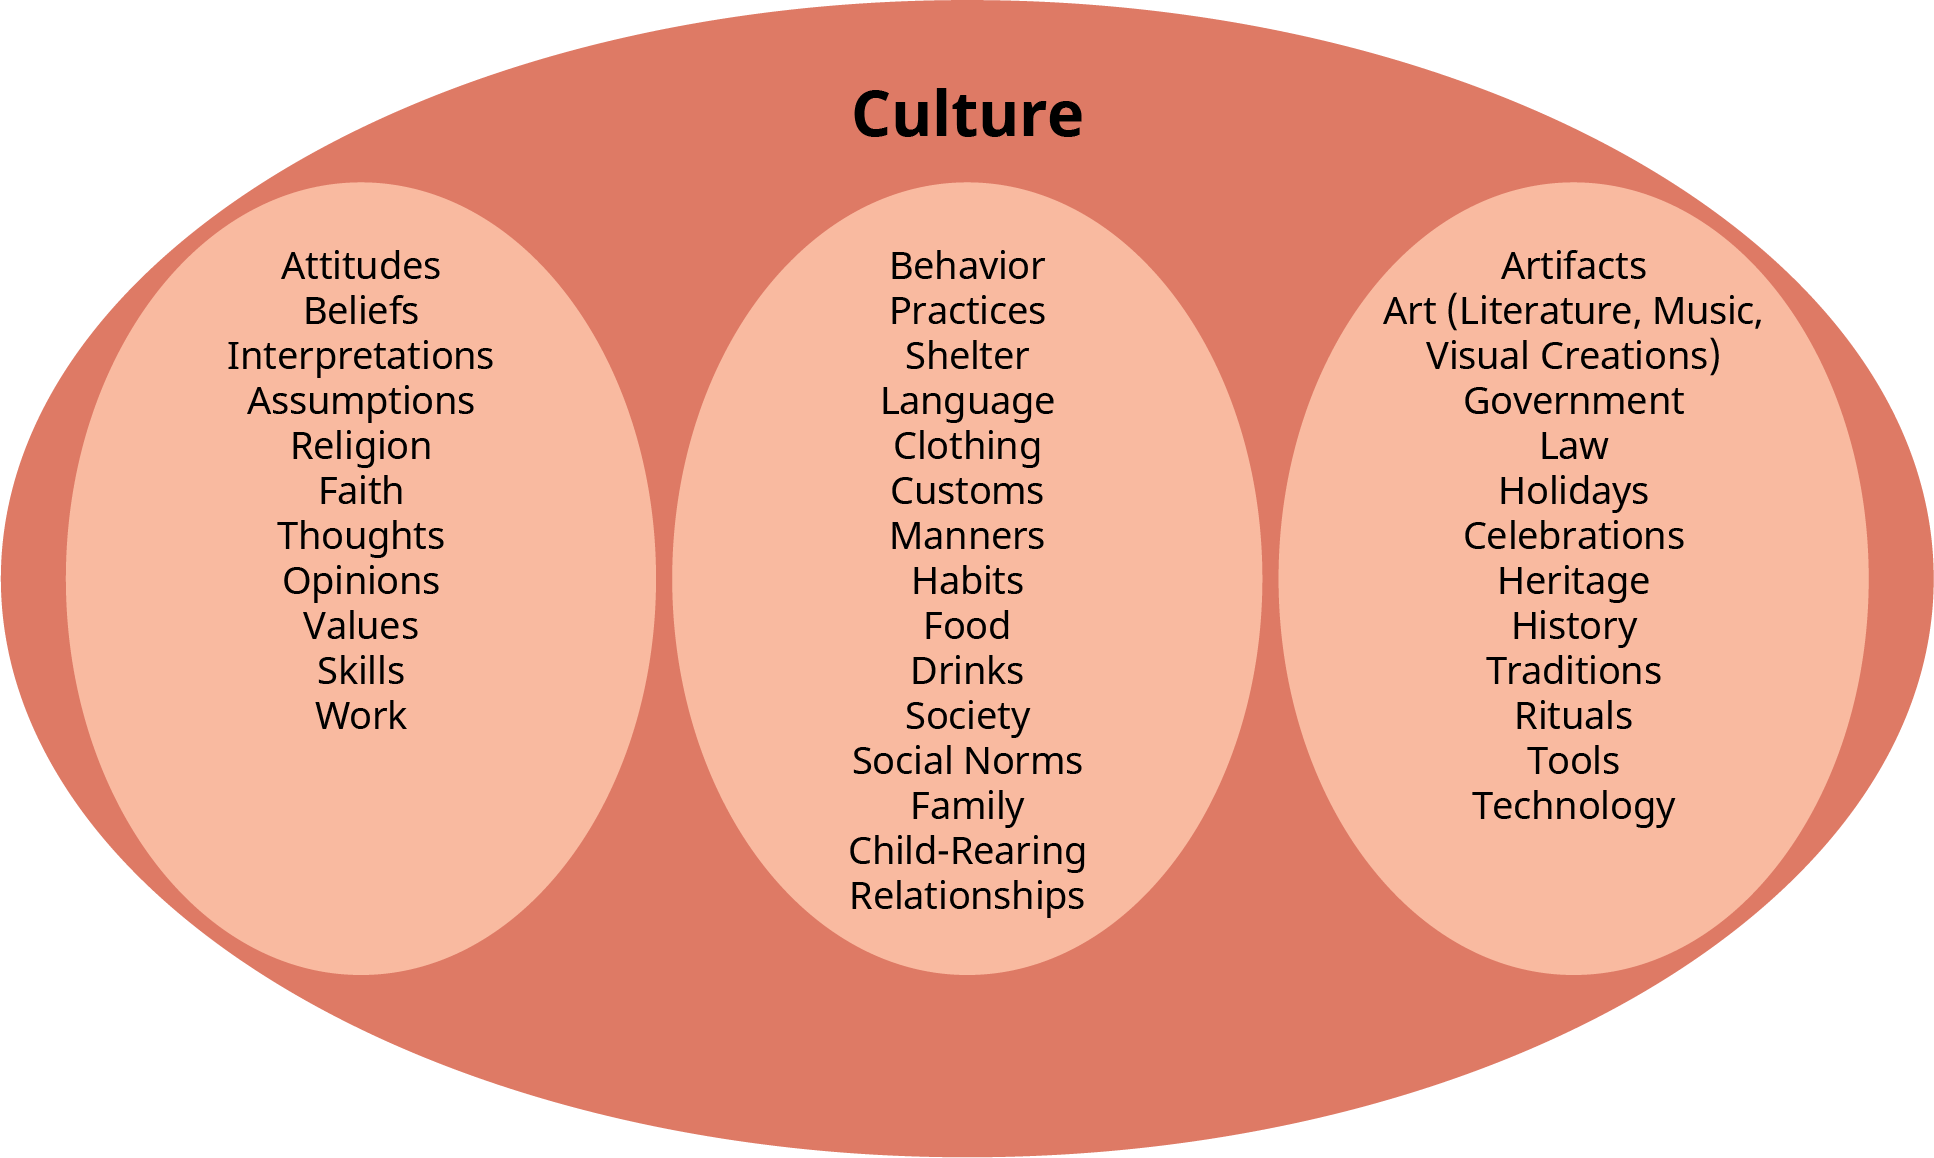 Culture
Attitudes
Beliefs
Interpretations
Assumptions
Religion
Faith
Thoughts
Opinions
Values
Skills
Work
Behavior
Practices
Shelter
Language
Clothing
Customs
Manners
Habits
Food
Drinks
Society
Social Norms
Family
Child-Rearing
Relationships
Artifacts
Art (Literature, Music,
Visual Creations)
Government
Law
Holidays
Celebrations
Heritage
History
Traditions
Rituals
Tools
Technology